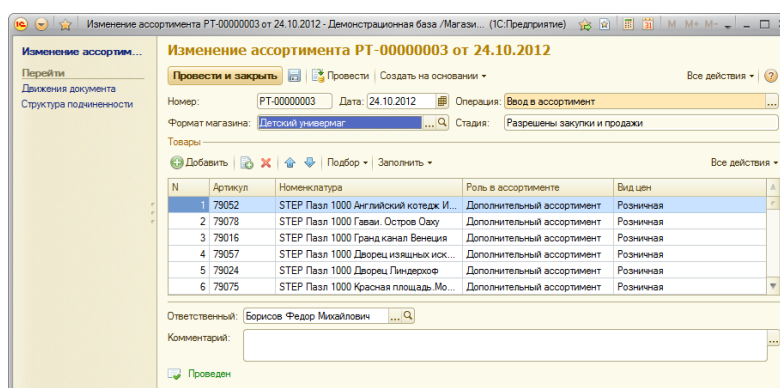 Изменение ассортимента РТ-00000003 от 24.10.2012 - Демонстрационная база /Магази... (1С:Предприятие)
M M+ M-
Изменение ассортим...
Перейти
Движения документа
Структура подчиненности
Изменение ассортимента РТ-00000003 от 24.10.2012
Провести и закрыть Провести Создать на основании Все действия
Номер: РТ-00000003 Дата: 24.10.2012 Операция: Ввод в ассортимент ...
Формат магазина: Детский универмаг ... Стадия: Разрешены закупки и продажи
Товары
Добавить Подбор Заполнить Все действия
N Артикул Номенклатура Роль в ассортименте Вид цен
1 79052 STEP Пазл 1000 Английский котедж И... Дополнительный ассортимент Розничная
2 79078 STEP Пазл 1000 Гаваи. Остров Оаху Дополнительный ассортимент Розничная
3 79016 STEP Пазл 1000 Гранд канал Венеция Дополнительный ассортимент Розничная
4 79057 STEP Пазл 1000 Дворец изящных иск... Дополнительный ассортимент Розничная
5 79024 STEP Пазл 1000 Дворец Линдерхоф Дополнительный ассортимент Розничная
6 79075 STEP Пазл 1000 Красная площадь.Мо... Дополнительный ассортимент Розничная
Ответственный: Борисов Федор Михайлович ...
Комментарий: ...
Проведен